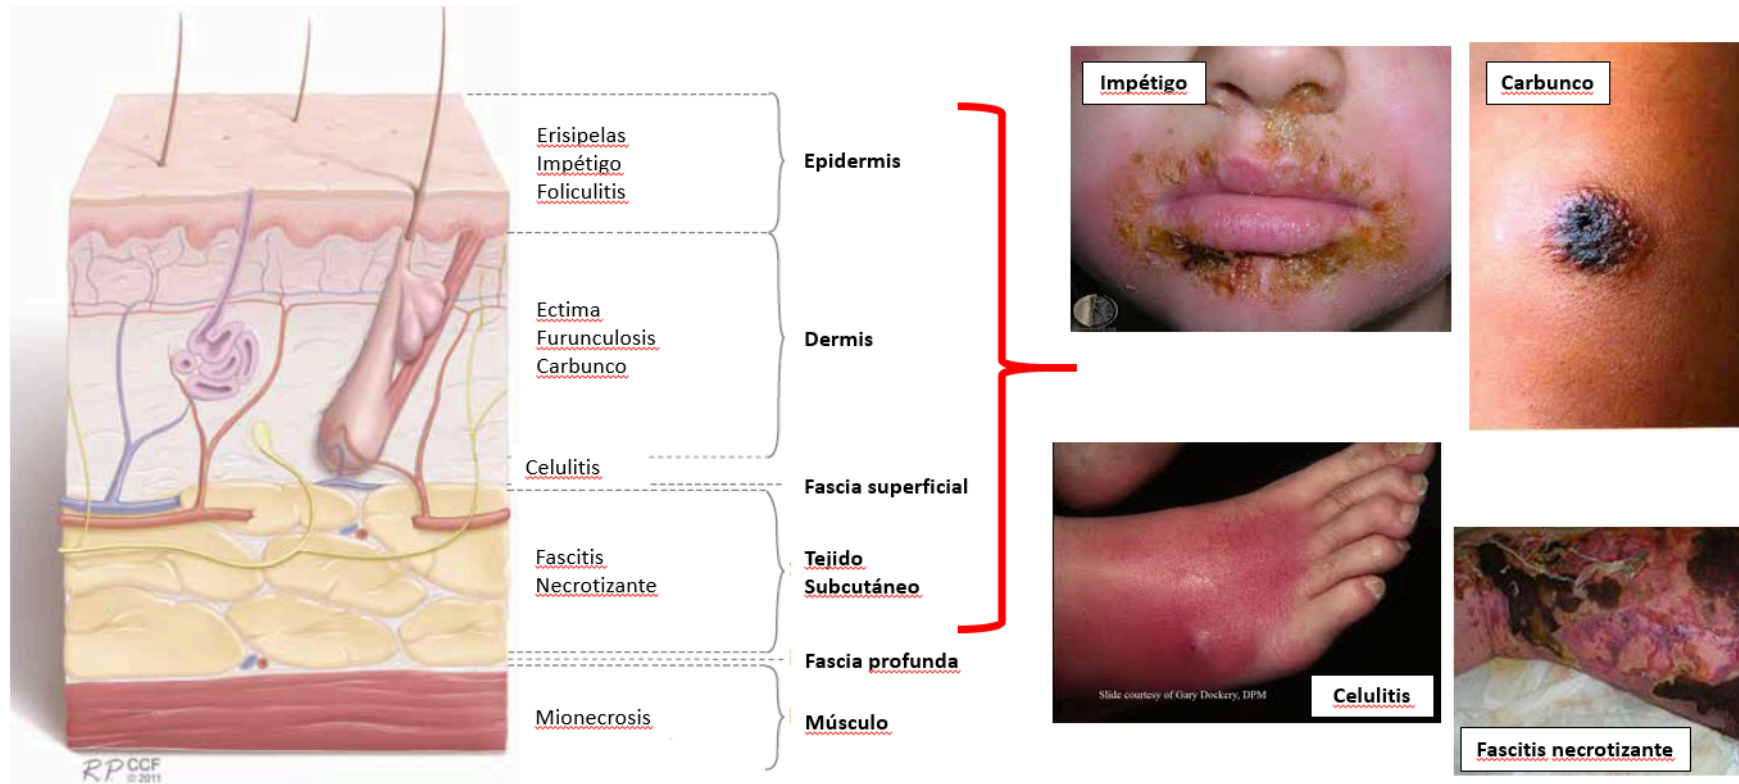 Erisipelas
Impétigo
Foliculitis
Epidermis
Ectima
Furunculosis
Carbunco
Dermis
Celulitis
Fascia superficial
Fascitis
Necrotizante
Tejido
Subcutáneo
Fascia profunda
Mionecrosis
Músculo
R.P. CCF
© 2011
Impétigo
Carbunco
Slide courtesy of Gary Dockery, DPM
Celulitis
Fascitis necrotizante